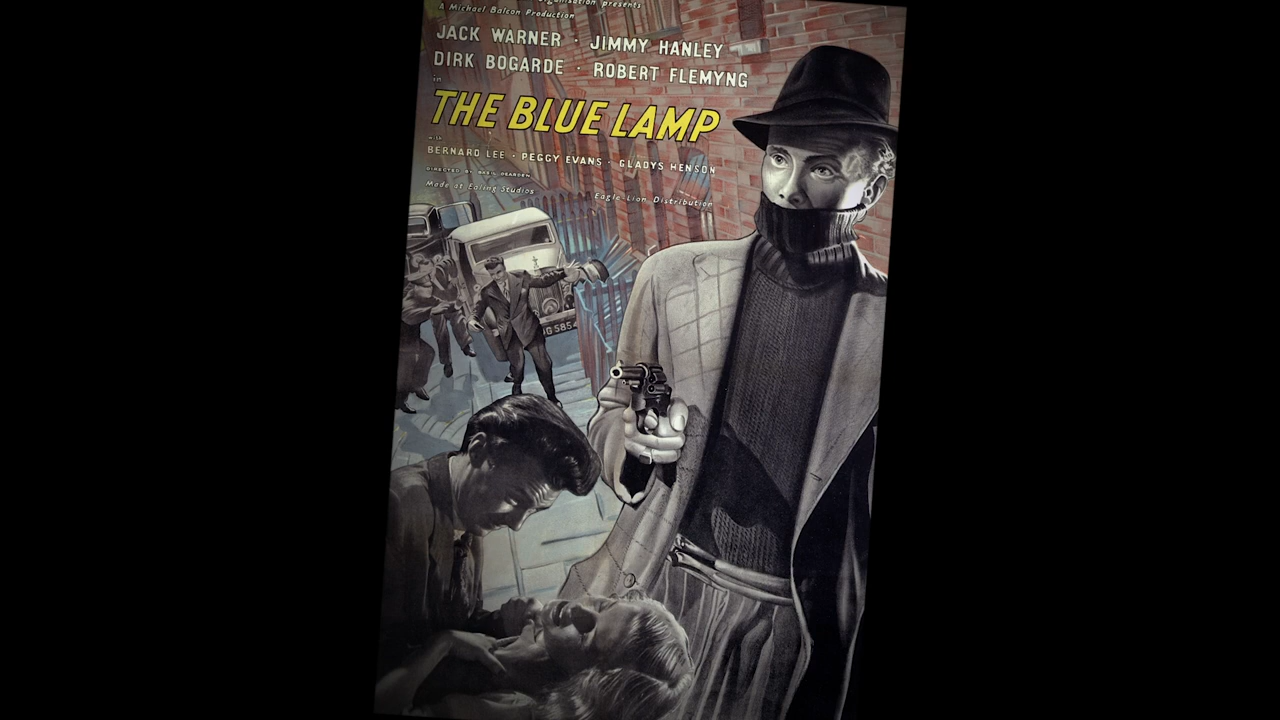 presents
A Michael Balcon Production
JACK WARNER · JIMMY HANLEY
DIRK BOGARDE · ROBERT FLEMYNG
in
THE BLUE LAMP
with
BERNARD LEE · PEGGY EVANS · GLADYS HENSON
DIRECTED BY BASIL DEARDEN
Made at Ealing Studios
Eagle-Lion Distribution